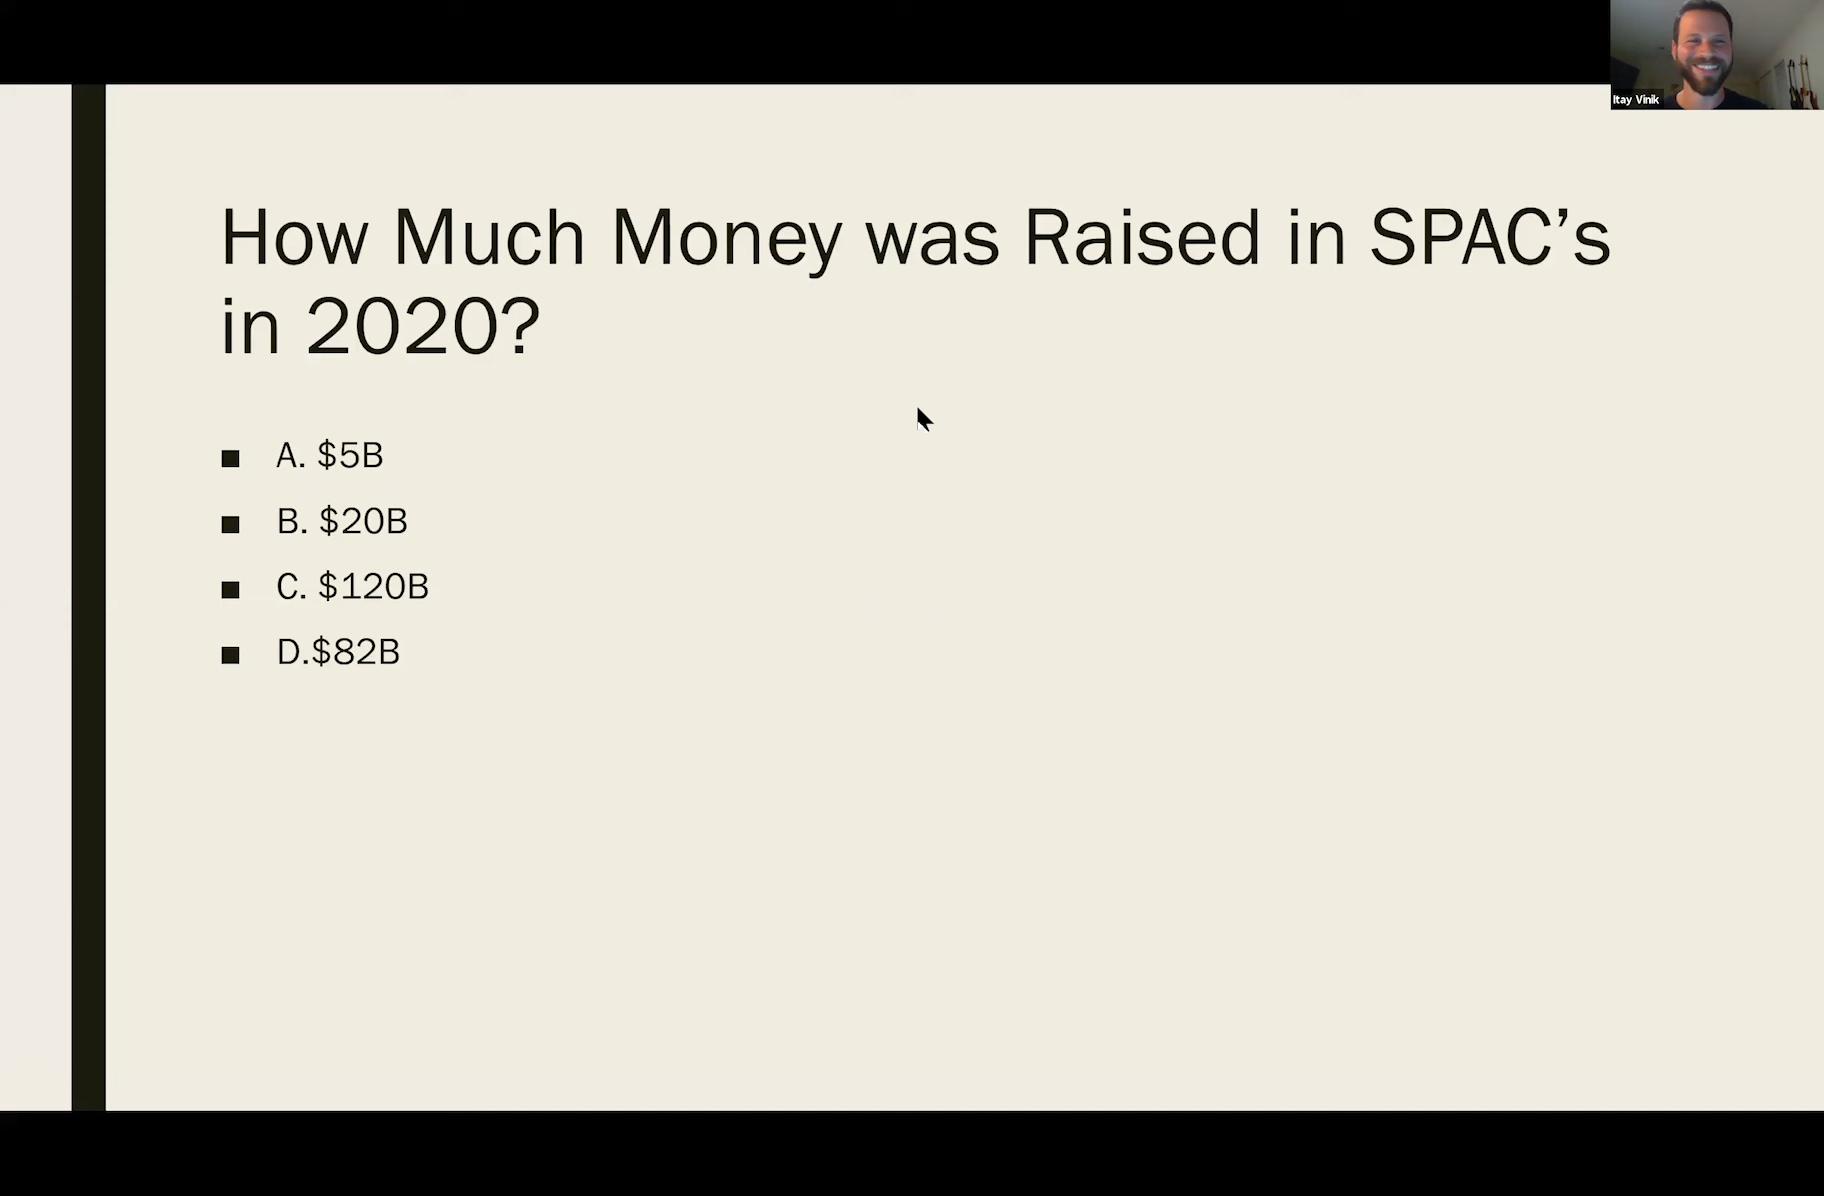 Itay Vinik
How Much Money was Raised in SPAC’s
in 2020?
■ A. $5B
■ B. $20B
■ C. $120B
■ D.$82B